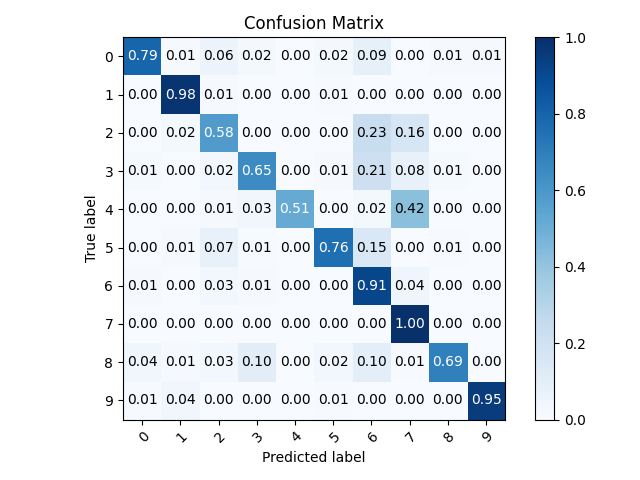 Confusion Matrix
0 0.79 0.01 0.06 0.02 0.00 0.02 0.09 0.00 0.01 0.01
1 0.00 0.98 0.01 0.00 0.00 0.01 0.00 0.00 0.00 0.00
2 0.00 0.02 0.58 0.00 0.00 0.00 0.23 0.16 0.00 0.00
3 0.01 0.00 0.02 0.65 0.00 0.01 0.21 0.08 0.01 0.00
4 0.00 0.00 0.01 0.03 0.51 0.00 0.02 0.42 0.00 0.00
5 0.00 0.01 0.07 0.01 0.00 0.76 0.15 0.00 0.01 0.00
6 0.01 0.00 0.03 0.01 0.00 0.00 0.91 0.04 0.00 0.00
7 0.00 0.00 0.00 0.00 0.00 0.00 0.00 1.00 0.00 0.00
8 0.04 0.01 0.03 0.10 0.00 0.02 0.10 0.01 0.69 0.00
9 0.01 0.04 0.00 0.00 0.00 0.01 0.00 0.00 0.00 0.95
0 1 2 3 4 5 6 7 8 9
Predicted label
True label
1.0
0.8
0.6
0.4
0.2
0.0